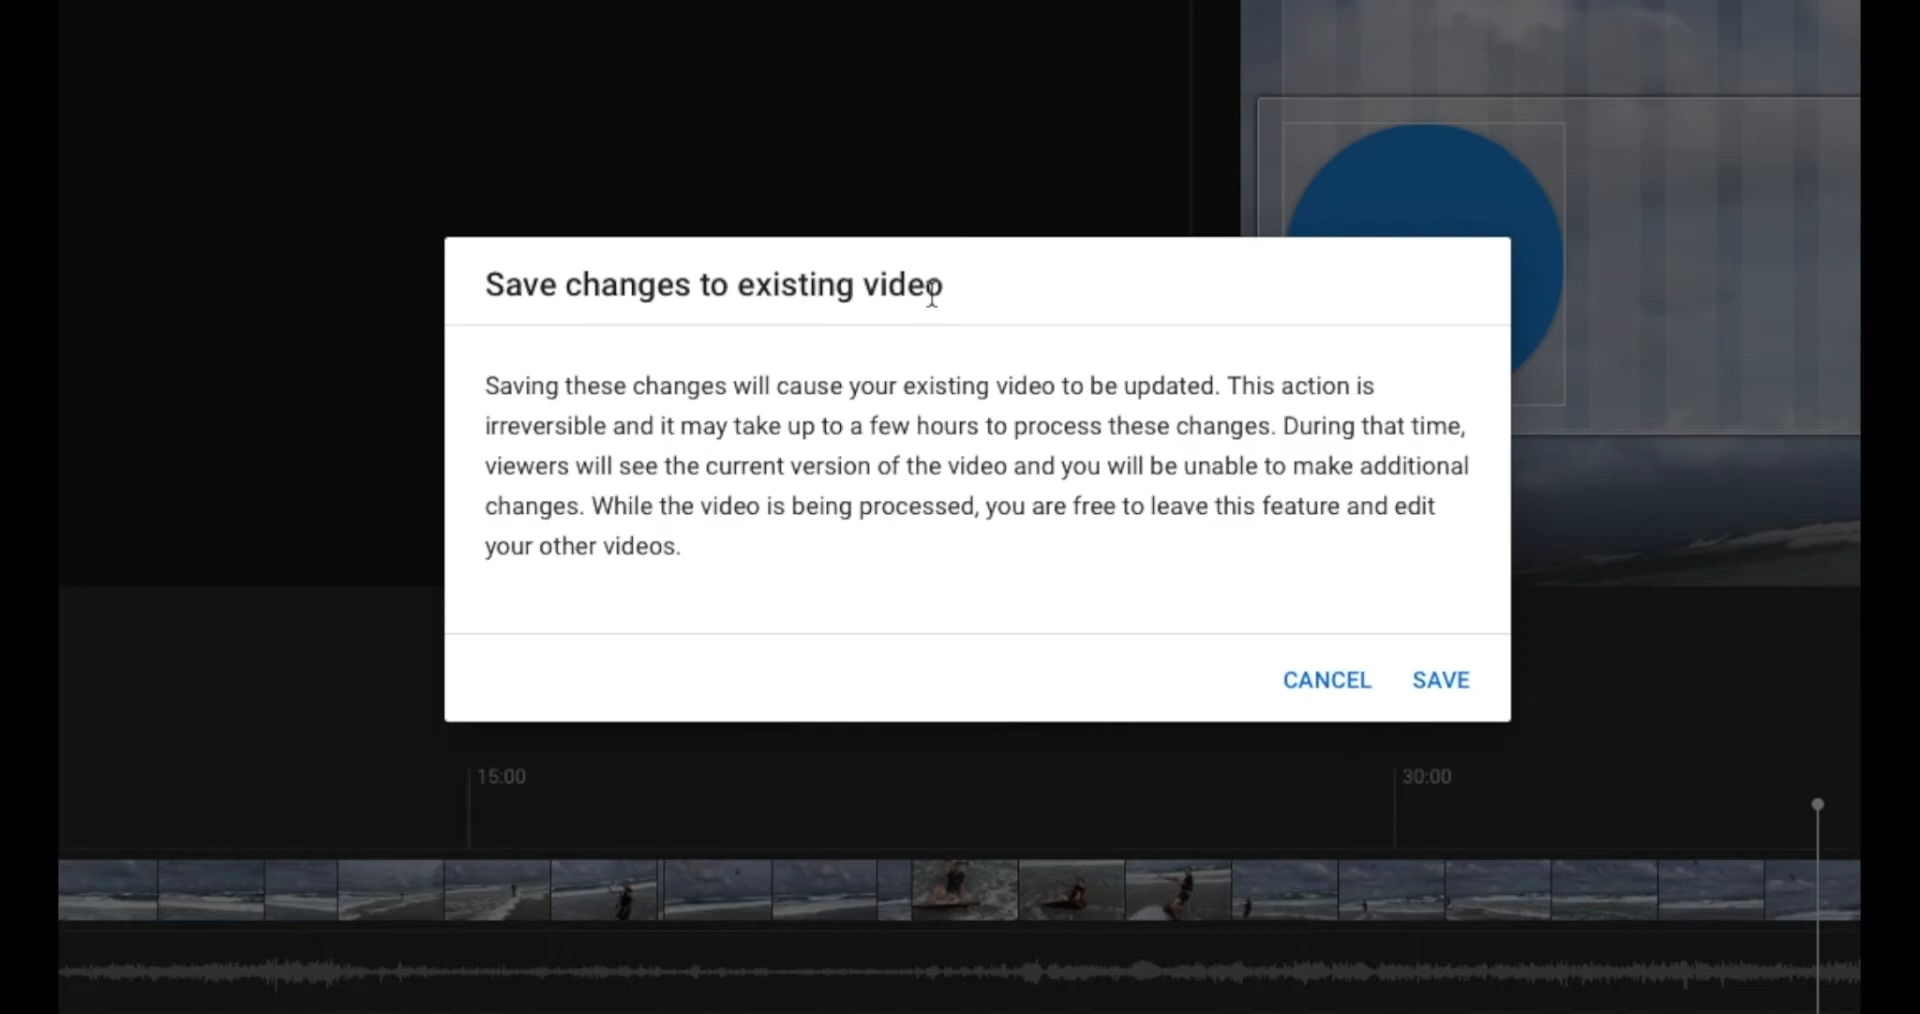 Save changes to existing video
Saving these changes will cause your existing video to be updated. This action is
irreversible and it may take up to a few hours to process these changes. During that time,
viewers will see the current version of the video and you will be unable to make additional
changes. While the video is being processed, you are free to leave this feature and edit
your other videos.
CANCEL SAVE
15:00 30:00